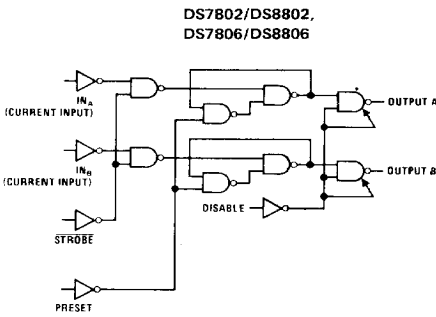 DS7802/DS8802,
DS7806/DS8806
IN_A
(CURRENT INPUT)
OUTPUT A
IN_B
(CURRENT INPUT)
OUTPUT B
DISABLE
STROBE
PRESET